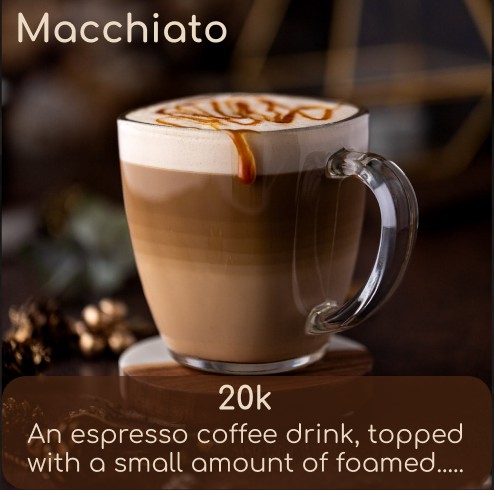 Macchiato
20k
An espresso coffee drink, topped
with a small amount of foamed.....